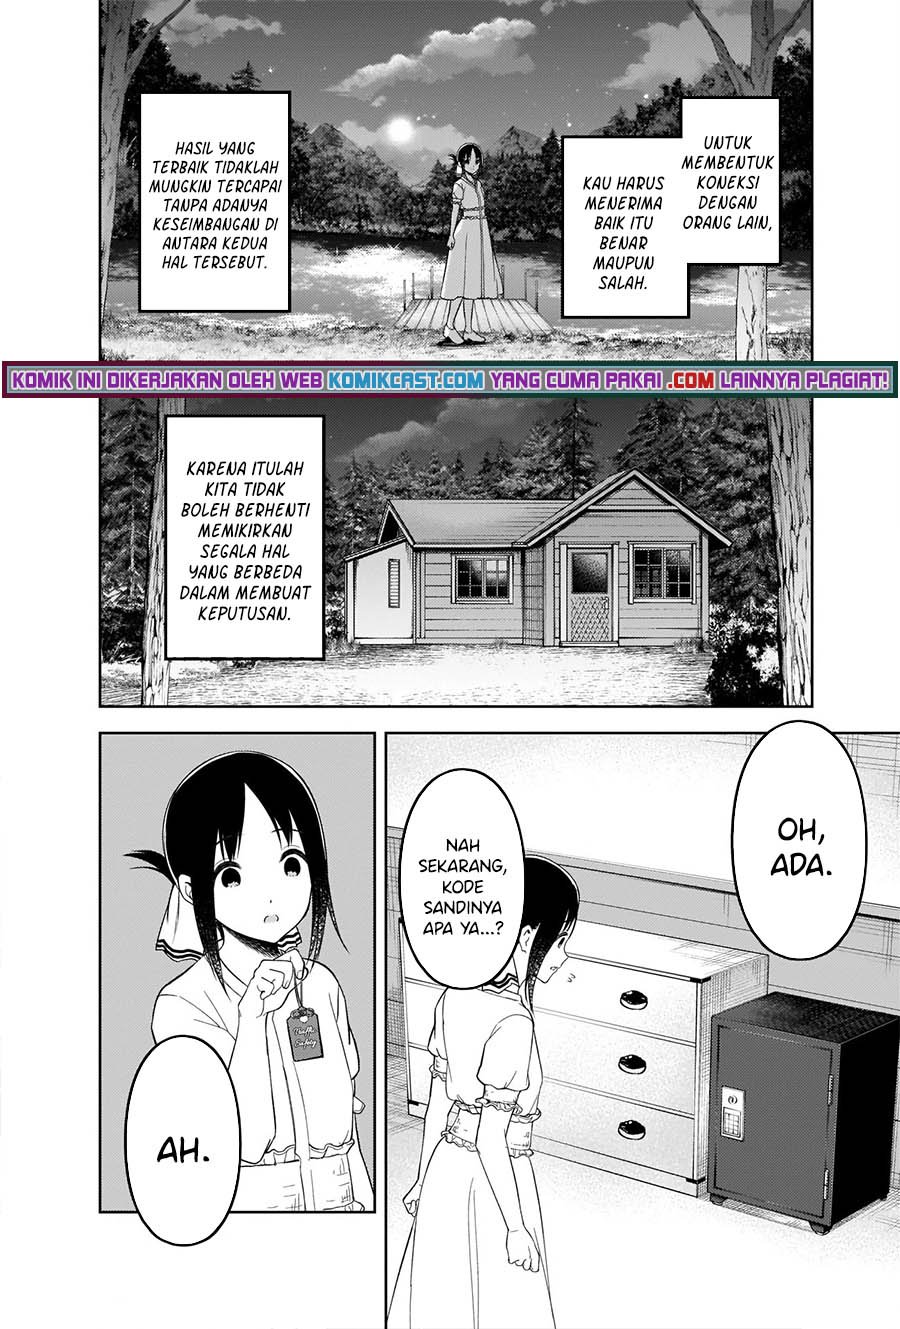 UNTUK
MEMBENTUK
KONEKSI
DENGAN
ORANG LAIN,
KAU HARUS
MENERIMA
BAIK ITU
BENAR
MAUPUN
SALAH.
HASIL YANG
TERBAIK TIDAKLAH
MUNGKIN TERCAPAI
TANPA ADANYA
KESEIMBANGAN DI
ANTARA KEDUA
HAL TERSEBUT.
KOMIK INI DIKERJAKAN OLEH WEB KOMIKCAST.COM YANG CUMA PAKAI .COM LAINNYA PLAGIAT!
KARENA ITULAH
KITA TIDAK
BOLEH BERHENTI
MEMIKIRKAN
SEGALA HAL
YANG BERBEDA
DALAM MEMBUAT
KEPUTUSAN.
OH,
ADA.
NAH
SEKARANG,
KODE
SANDINYA
APA YA...?
Traffic
Safety
AH.